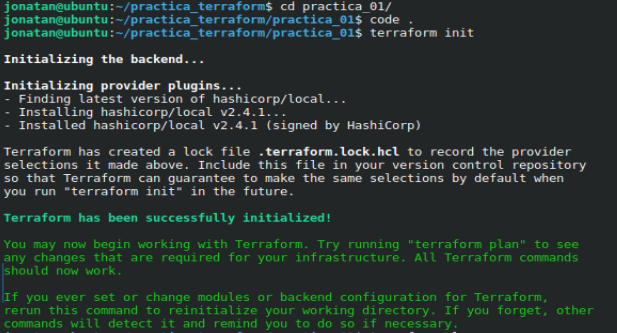 jonatan@ubuntu:~/practica_terraform$ cd practica_01/
jonatan@ubuntu:~/practica_terraform/practica_01$ code .
jonatan@ubuntu:~/practica_terraform/practica_01$ terraform init
Initializing the backend...
Initializing provider plugins...
- Finding latest version of hashicorp/local...
- Installing hashicorp/local v2.4.1...
- Installed hashicorp/local v2.4.1 (signed by HashiCorp)
Terraform has created a lock file .terraform.lock.hcl to record the provider
selections it made above. Include this file in your version control repository
so that Terraform can guarantee to make the same selections by default when
you run "terraform init" in the future.
Terraform has been successfully initialized!
You may now begin working with Terraform. Try running "terraform plan" to see
any changes that are required for your infrastructure. All Terraform commands
should now work.
If you ever set or change modules or backend configuration for Terraform,
rerun this command to reinitialize your working directory. If you forget, other
commands will detect it and remind you to do so if necessary.